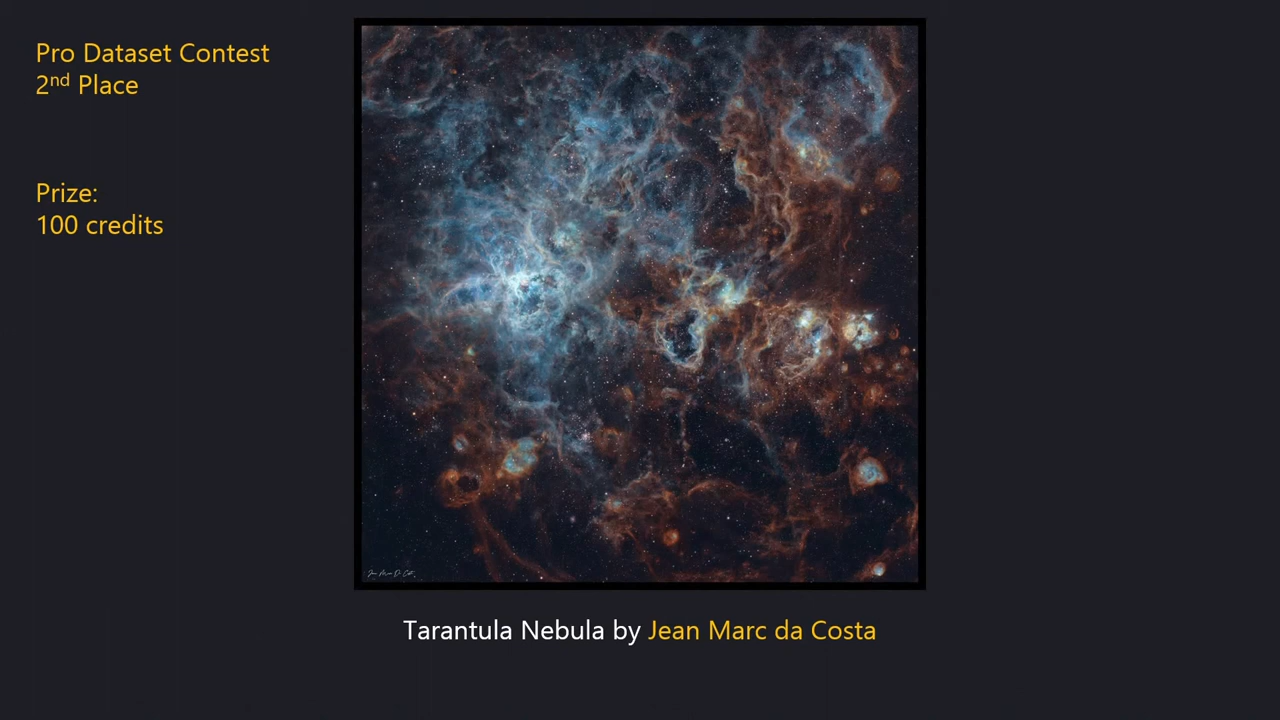 Pro Dataset Contest
2nd Place
Prize:
100 credits
Tarantula Nebula by Jean Marc da Costa